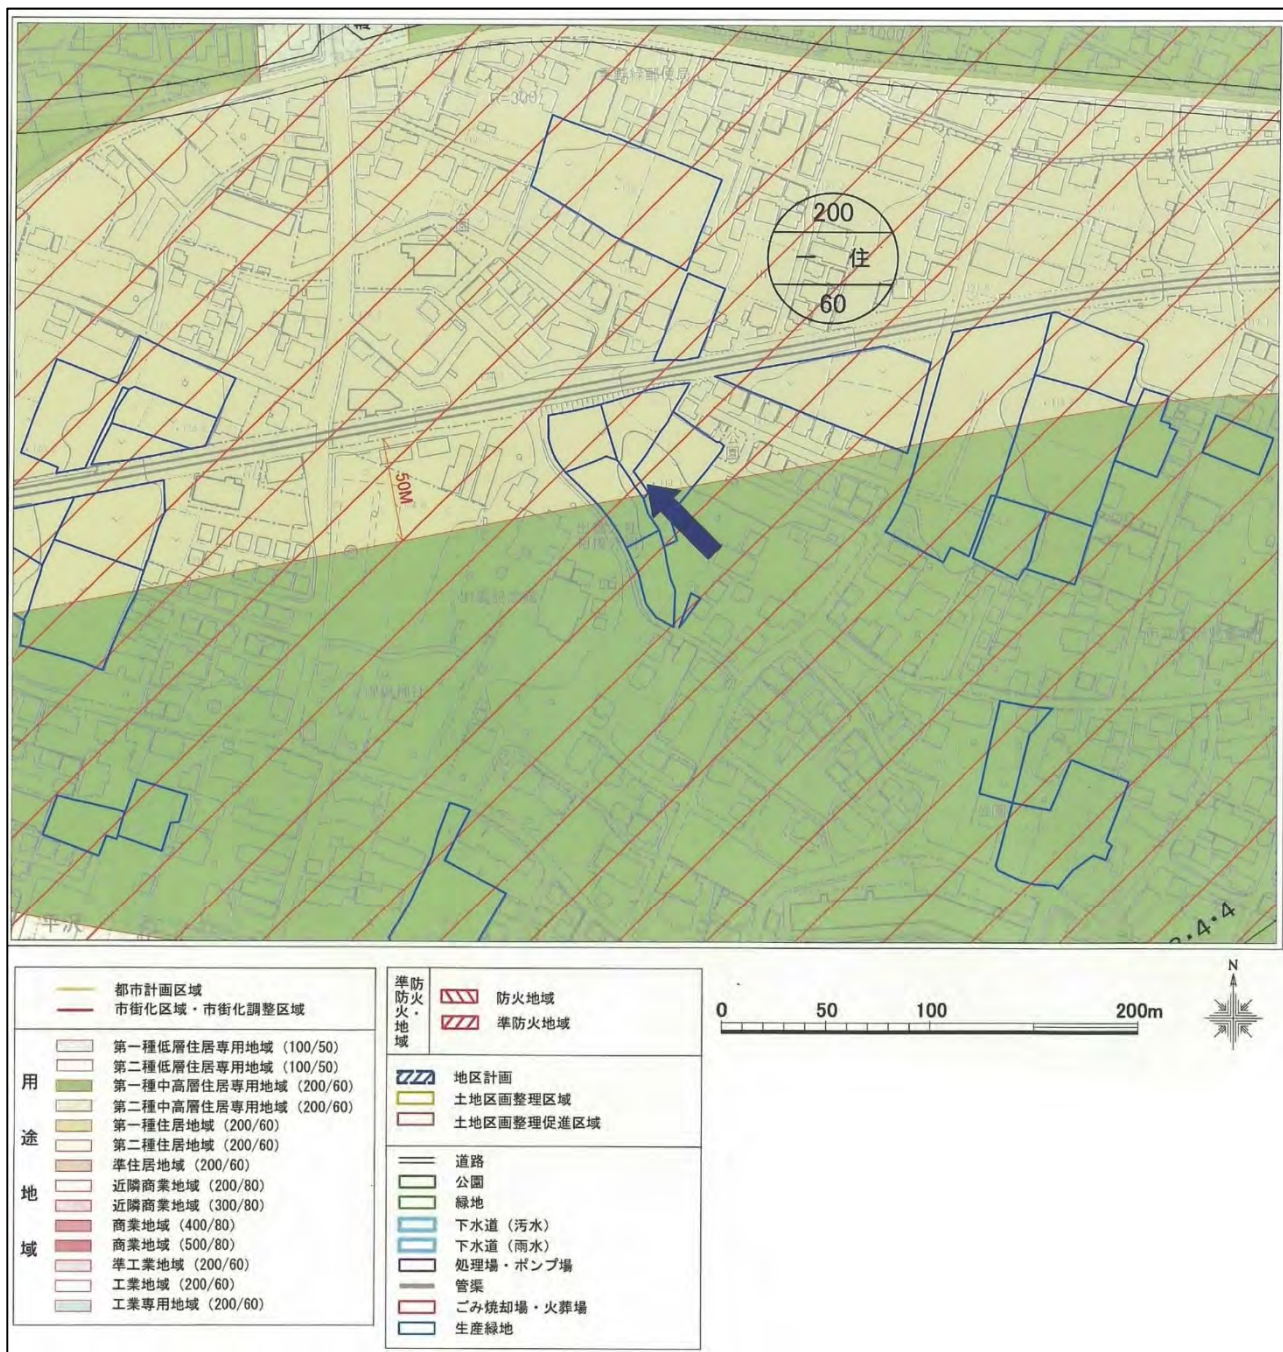 R=300
公園
200
一 住
60
50M
公園
平沢
4・4
都市計画区域
市街化区域・市街化調整区域
用途地域
第一種低層住居専用地域 (100/50)
第二種低層住居専用地域 (100/50)
第一種中高層住居専用地域 (200/60)
第二種中高層住居専用地域 (200/60)
第一種住居地域 (200/60)
第二種住居地域 (200/60)
準住居地域 (200/60)
近隣商業地域 (200/80)
近隣商業地域 (300/80)
商業地域 (400/80)
商業地域 (500/80)
準工業地域 (200/60)
工業地域 (200/60)
工業専用地域 (200/60)
防火・準防火地域
防火地域
準防火地域
地区計画
土地区画整理区域
土地区画整理促進区域
道路
公園
緑地
下水道（汚水）
下水道（雨水）
処理場・ポンプ場
管渠
ごみ焼却場・火葬場
生産緑地
0 50 100 200m
N